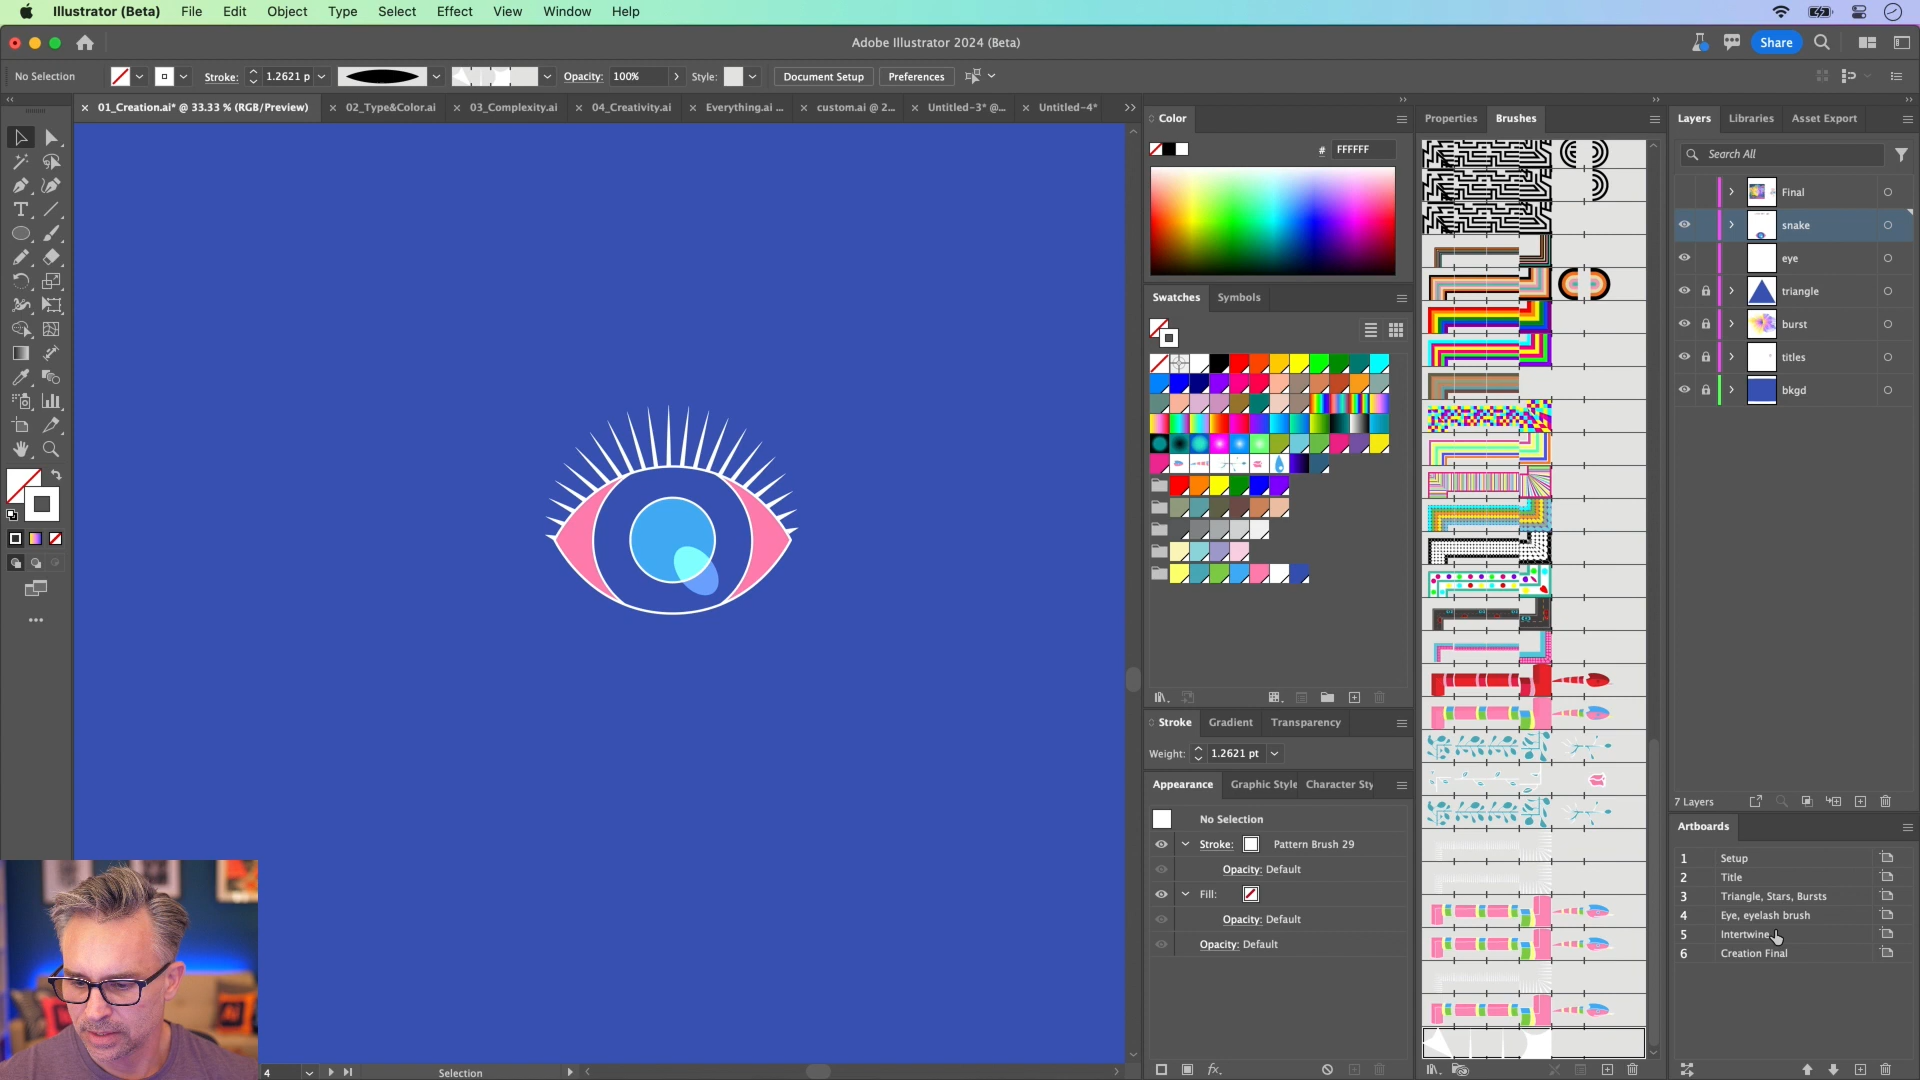 Illustrator (Beta) File Edit Object Type Select Effect View Window Help
Adobe Illustrator 2024 (Beta)
Share
No Selection
Stroke:
1.2621 p
Opacity:
100%
Style:
Document Setup
Preferences
01_Creation.ai* @ 33.33 % (RGB/Preview)
02_Type&Color.ai
03_Complexity.ai
04_Creativity.ai
Everything.ai ...
custom.ai @ 2...
Untitled-3* @...
Untitled-4*
Color
# FFFFFF
Swatches
Symbols
Stroke
Gradient
Transparency
Weight:
1.2621 pt
Appearance
Graphic Style
Character Sty
No Selection
Stroke:
Pattern Brush 29
Opacity: Default
Fill:
Opacity: Default
Opacity: Default
fx.
Properties
Brushes
Layers
Libraries
Asset Export
Search All
Final
snake
eye
triangle
burst
titles
bkgd
7 Layers
Artboards
1 Setup
2 Title
3 Triangle, Stars, Bursts
4 Eye, eyelash brush
5 Intertwine
6 Creation Final
4
Selection